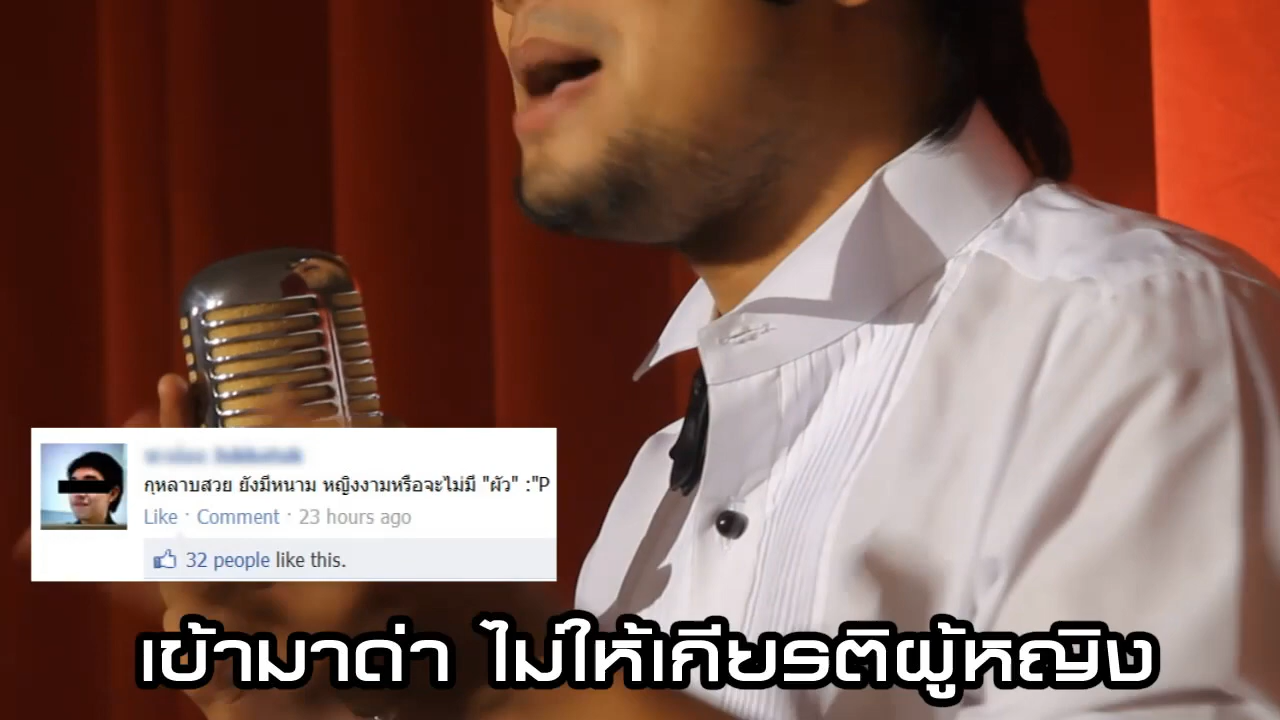 กุหลาบสวย ยังมีหนาม หญิงงามหรือจะไม่มี "ผัว" :"P
Like · Comment · 23 hours ago
32 people like this.
เข้ามาด่า ไม่ให้เกียรติผู้หญิง